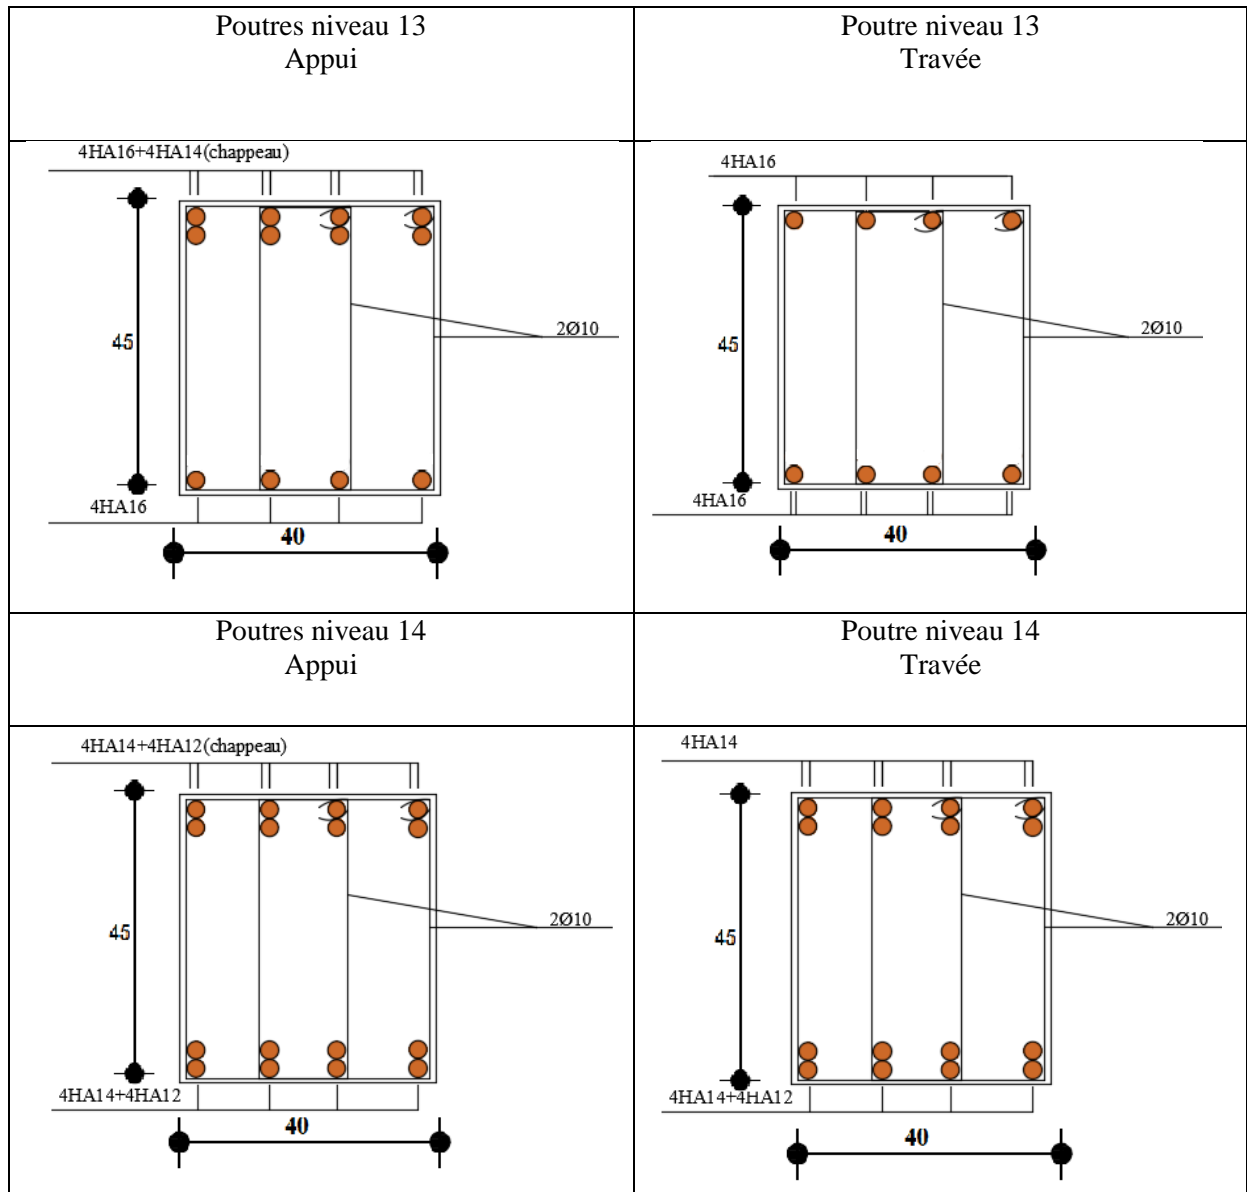 Poutres niveau 13
Appui
Poutre niveau 13
Travée
4HA16+4HA14(chappeau)
45
2Ø10
4HA16
40
4HA16
45
2Ø10
4HA16
40
Poutres niveau 14
Appui
Poutre niveau 14
Travée
4HA14+4HA12(chappeau)
45
2Ø10
4HA14+4HA12
40
4HA14
45
2Ø10
4HA14+4HA12
40